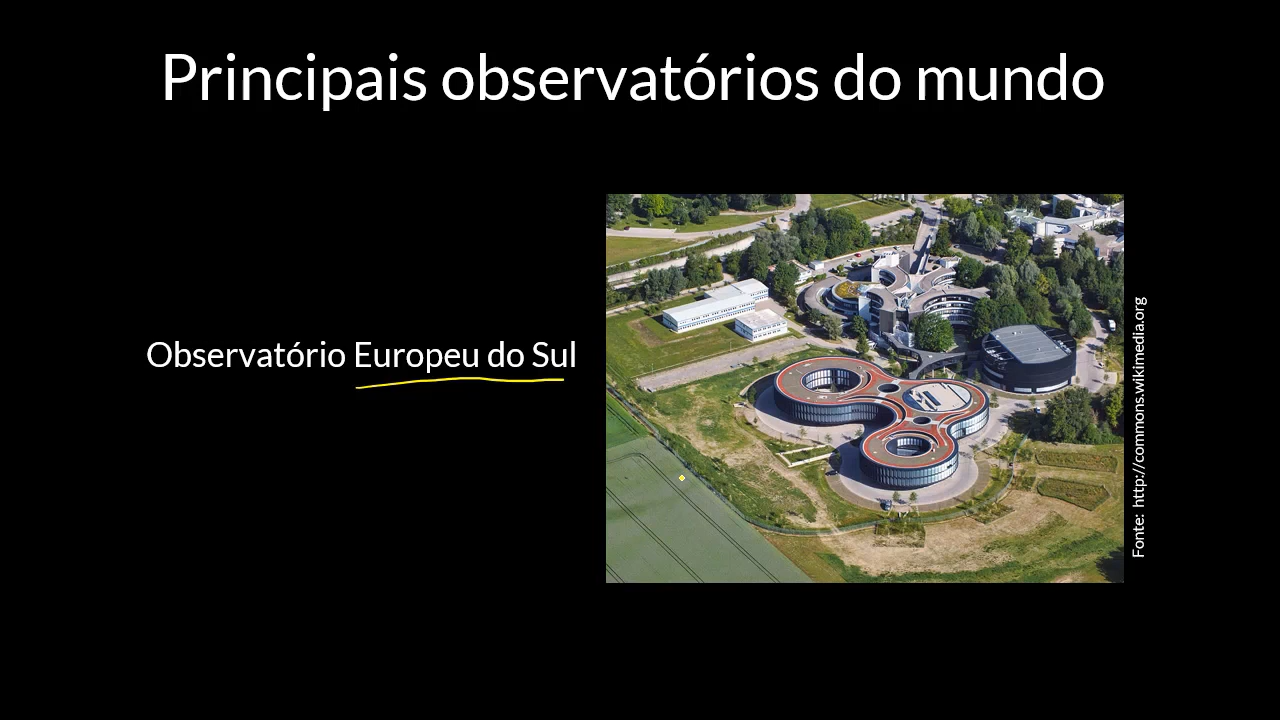 Principais observatórios do mundo
Observatório Europeu do Sul
Fonte: http://commons.wikimedia.org